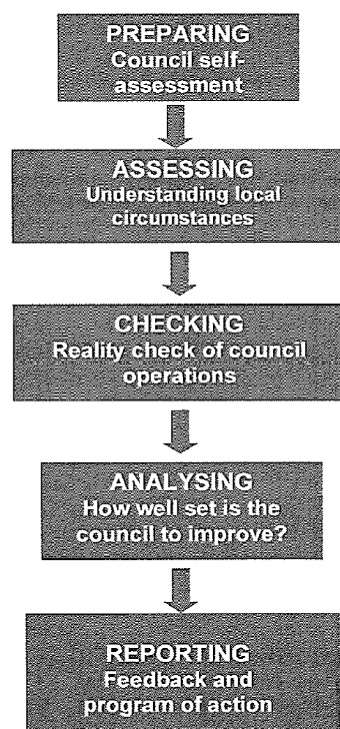 PREPARING
Council self-
assessment
ASSESSING
Understanding local
circumstances
CHECKING
Reality check of council
operations
ANALYSING
How well set is the
council to improve?
REPORTING
Feedback and
program of action